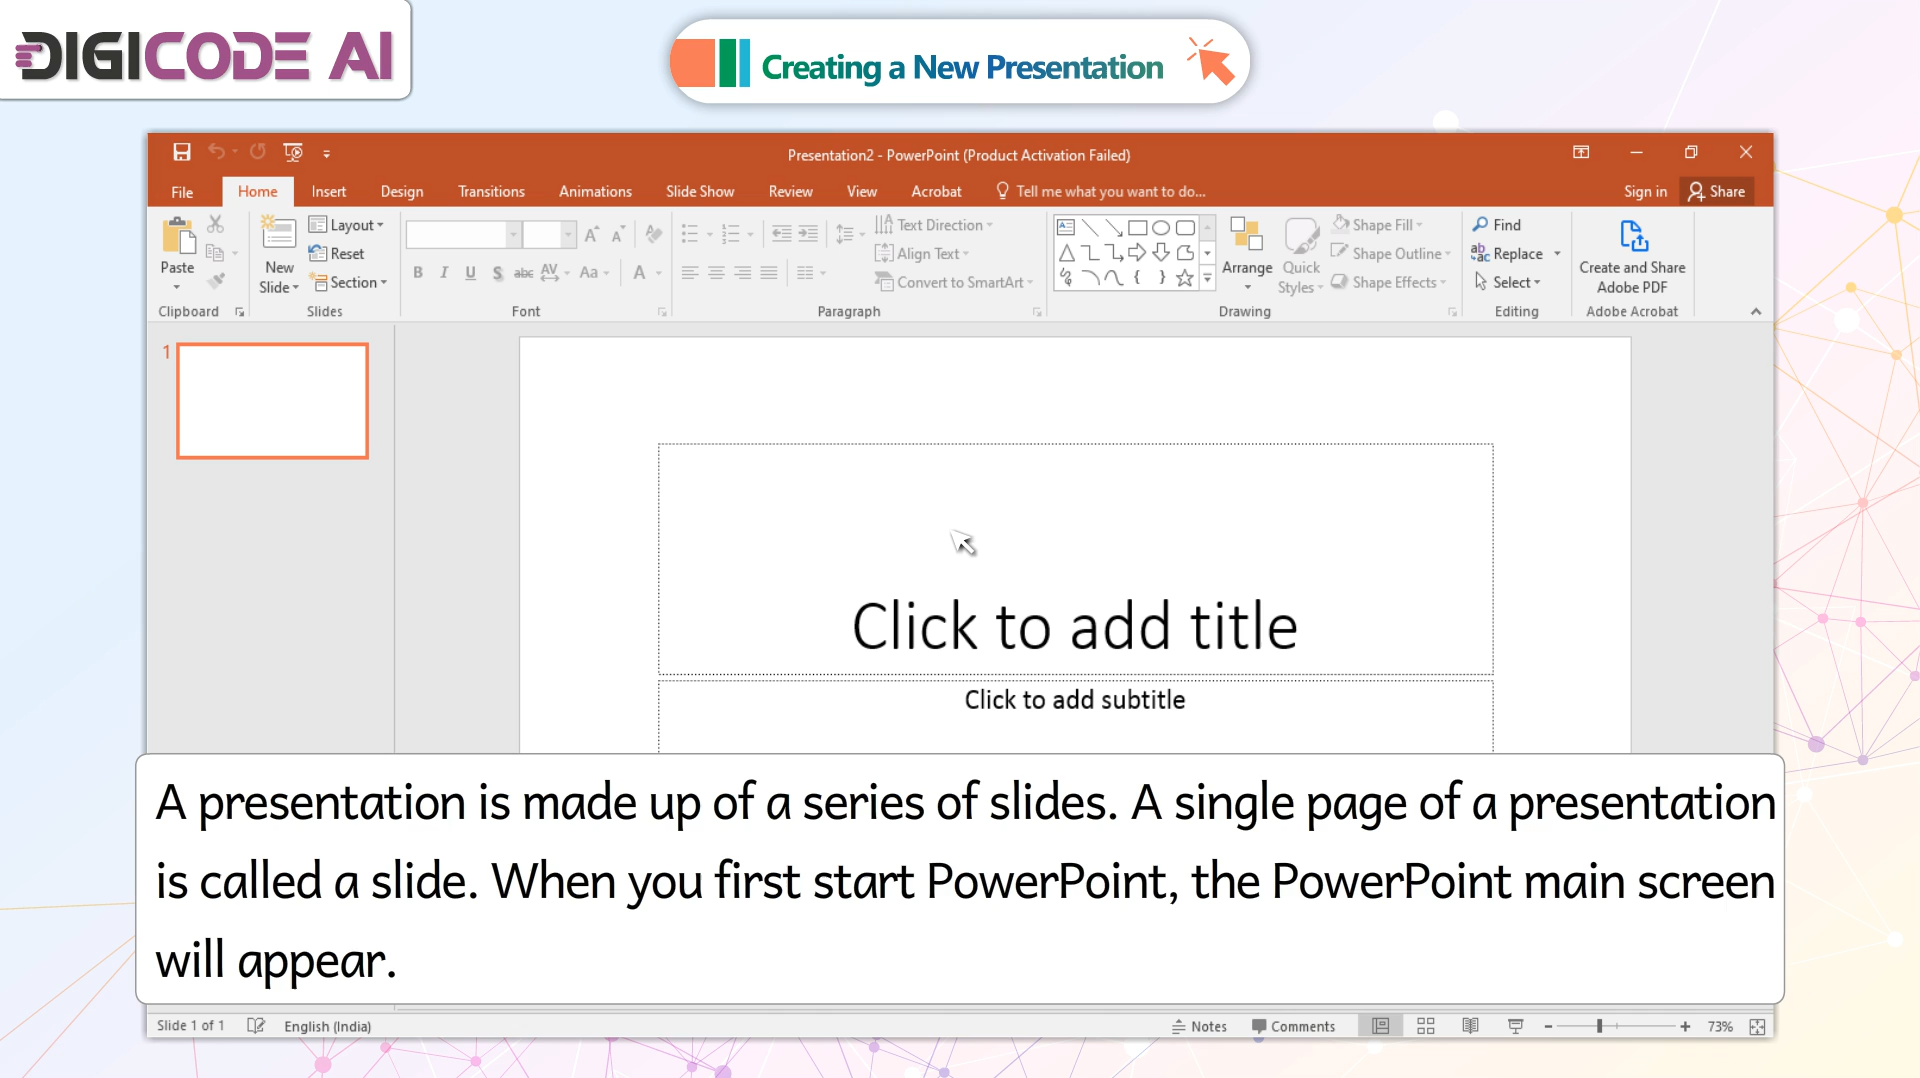 DIGICODE AI
Creating a New Presentation
Presentation2 - PowerPoint (Product Activation Failed)
File Home Insert Design Transitions Animations Slide Show Review View Acrobat Tell me what you want to do... Sign in Share
Paste
New
Slide
Layout
Reset
Section
B I U S abc AV Aa A
Text Direction
Align Text
Convert to SmartArt
Arrange
Quick
Styles
Shape Fill
Shape Outline
Shape Effects
Find
Replace
Select
Create and Share
Adobe PDF
Clipboard Slides Font Paragraph Drawing Editing Adobe Acrobat
1
Click to add title
Click to add subtitle
A presentation is made up of a series of slides. A single page of a presentation
is called a slide. When you first start PowerPoint, the PowerPoint main screen
will appear.
Slide 1 of 1 English (India) Notes Comments 73%